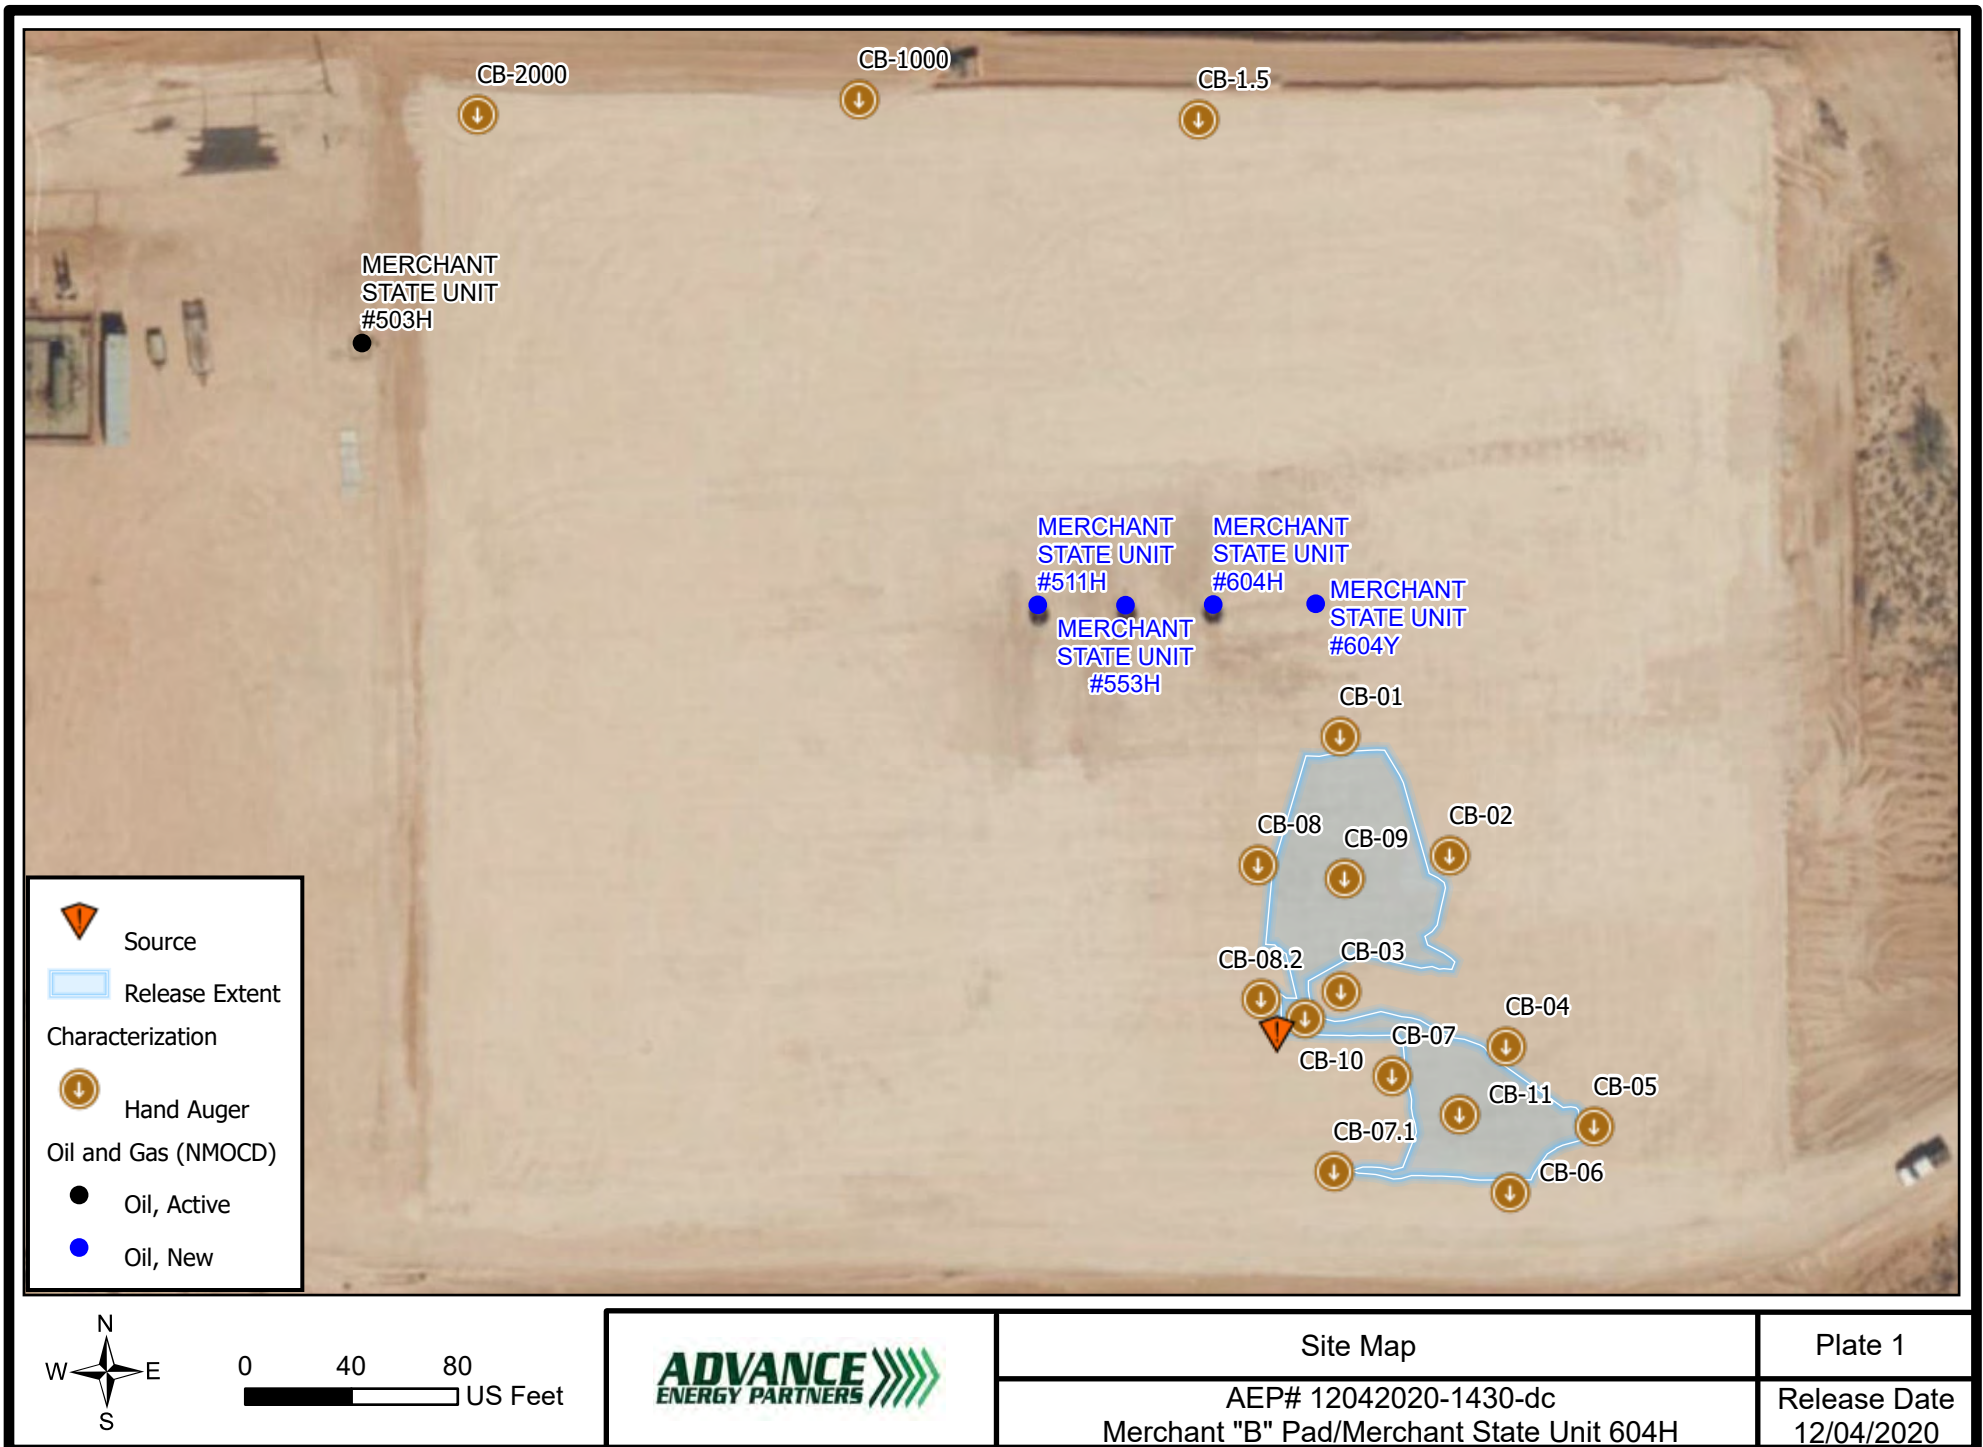 CB-2000
CB-1000
CB-1.5
MERCHANT
STATE UNIT
#503H
MERCHANT
STATE UNIT
#511H
MERCHANT
STATE UNIT
#604H
MERCHANT
STATE UNIT
#553H
MERCHANT
STATE UNIT
#604Y
CB-01
CB-02
CB-08
CB-09
CB-08.2
CB-03
CB-04
CB-07
CB-10
CB-11
CB-05
CB-07.1
CB-06
Source
Release Extent
Characterization
Hand Auger
Oil and Gas (NMOCD)
Oil, Active
Oil, New
N
W E
S
0 40 80
US Feet
ADVANCE
ENERGY PARTNERS
Site Map
Plate 1
AEP# 12042020-1430-dc
Merchant "B" Pad/Merchant State Unit 604H
Release Date
12/04/2020